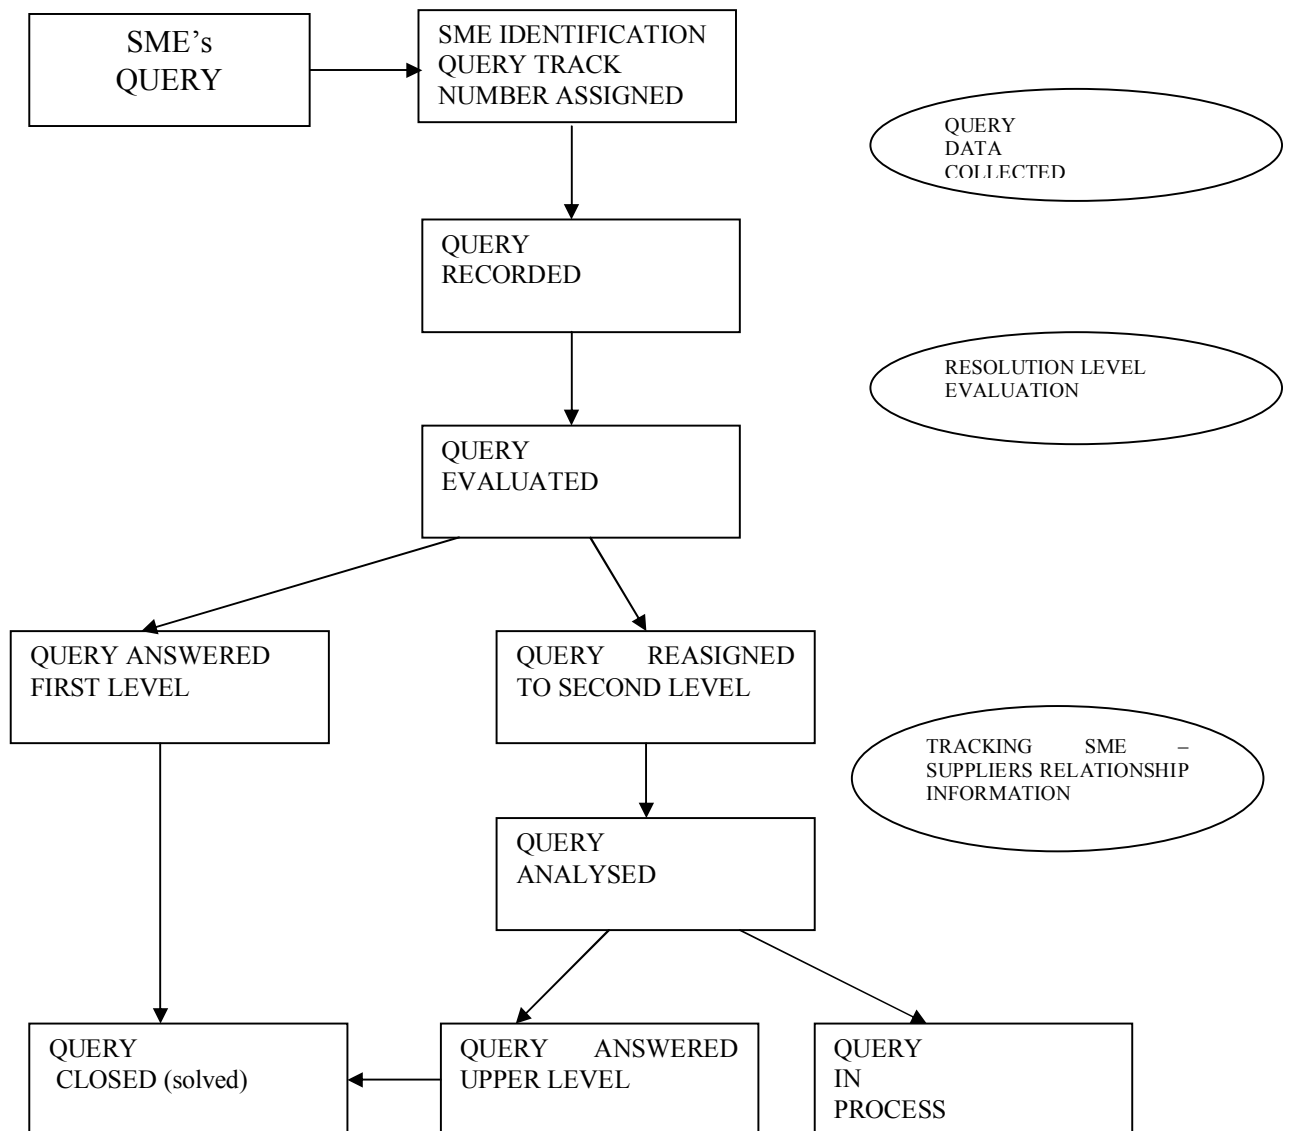 SME’s
QUERY
SME IDENTIFICATION
QUERY TRACK
NUMBER ASSIGNED
QUERY
DATA
COLLECTED
QUERY
RECORDED
RESOLUTION LEVEL
EVALUATION
QUERY
EVALUATED
QUERY ANSWERED
FIRST LEVEL
QUERY REASIGNED
TO SECOND LEVEL
TRACKING SME –
SUPPLIERS RELATIONSHIP
INFORMATION
QUERY
ANALYSED
QUERY
CLOSED (solved)
QUERY ANSWERED
UPPER LEVEL
QUERY
IN
PROCESS